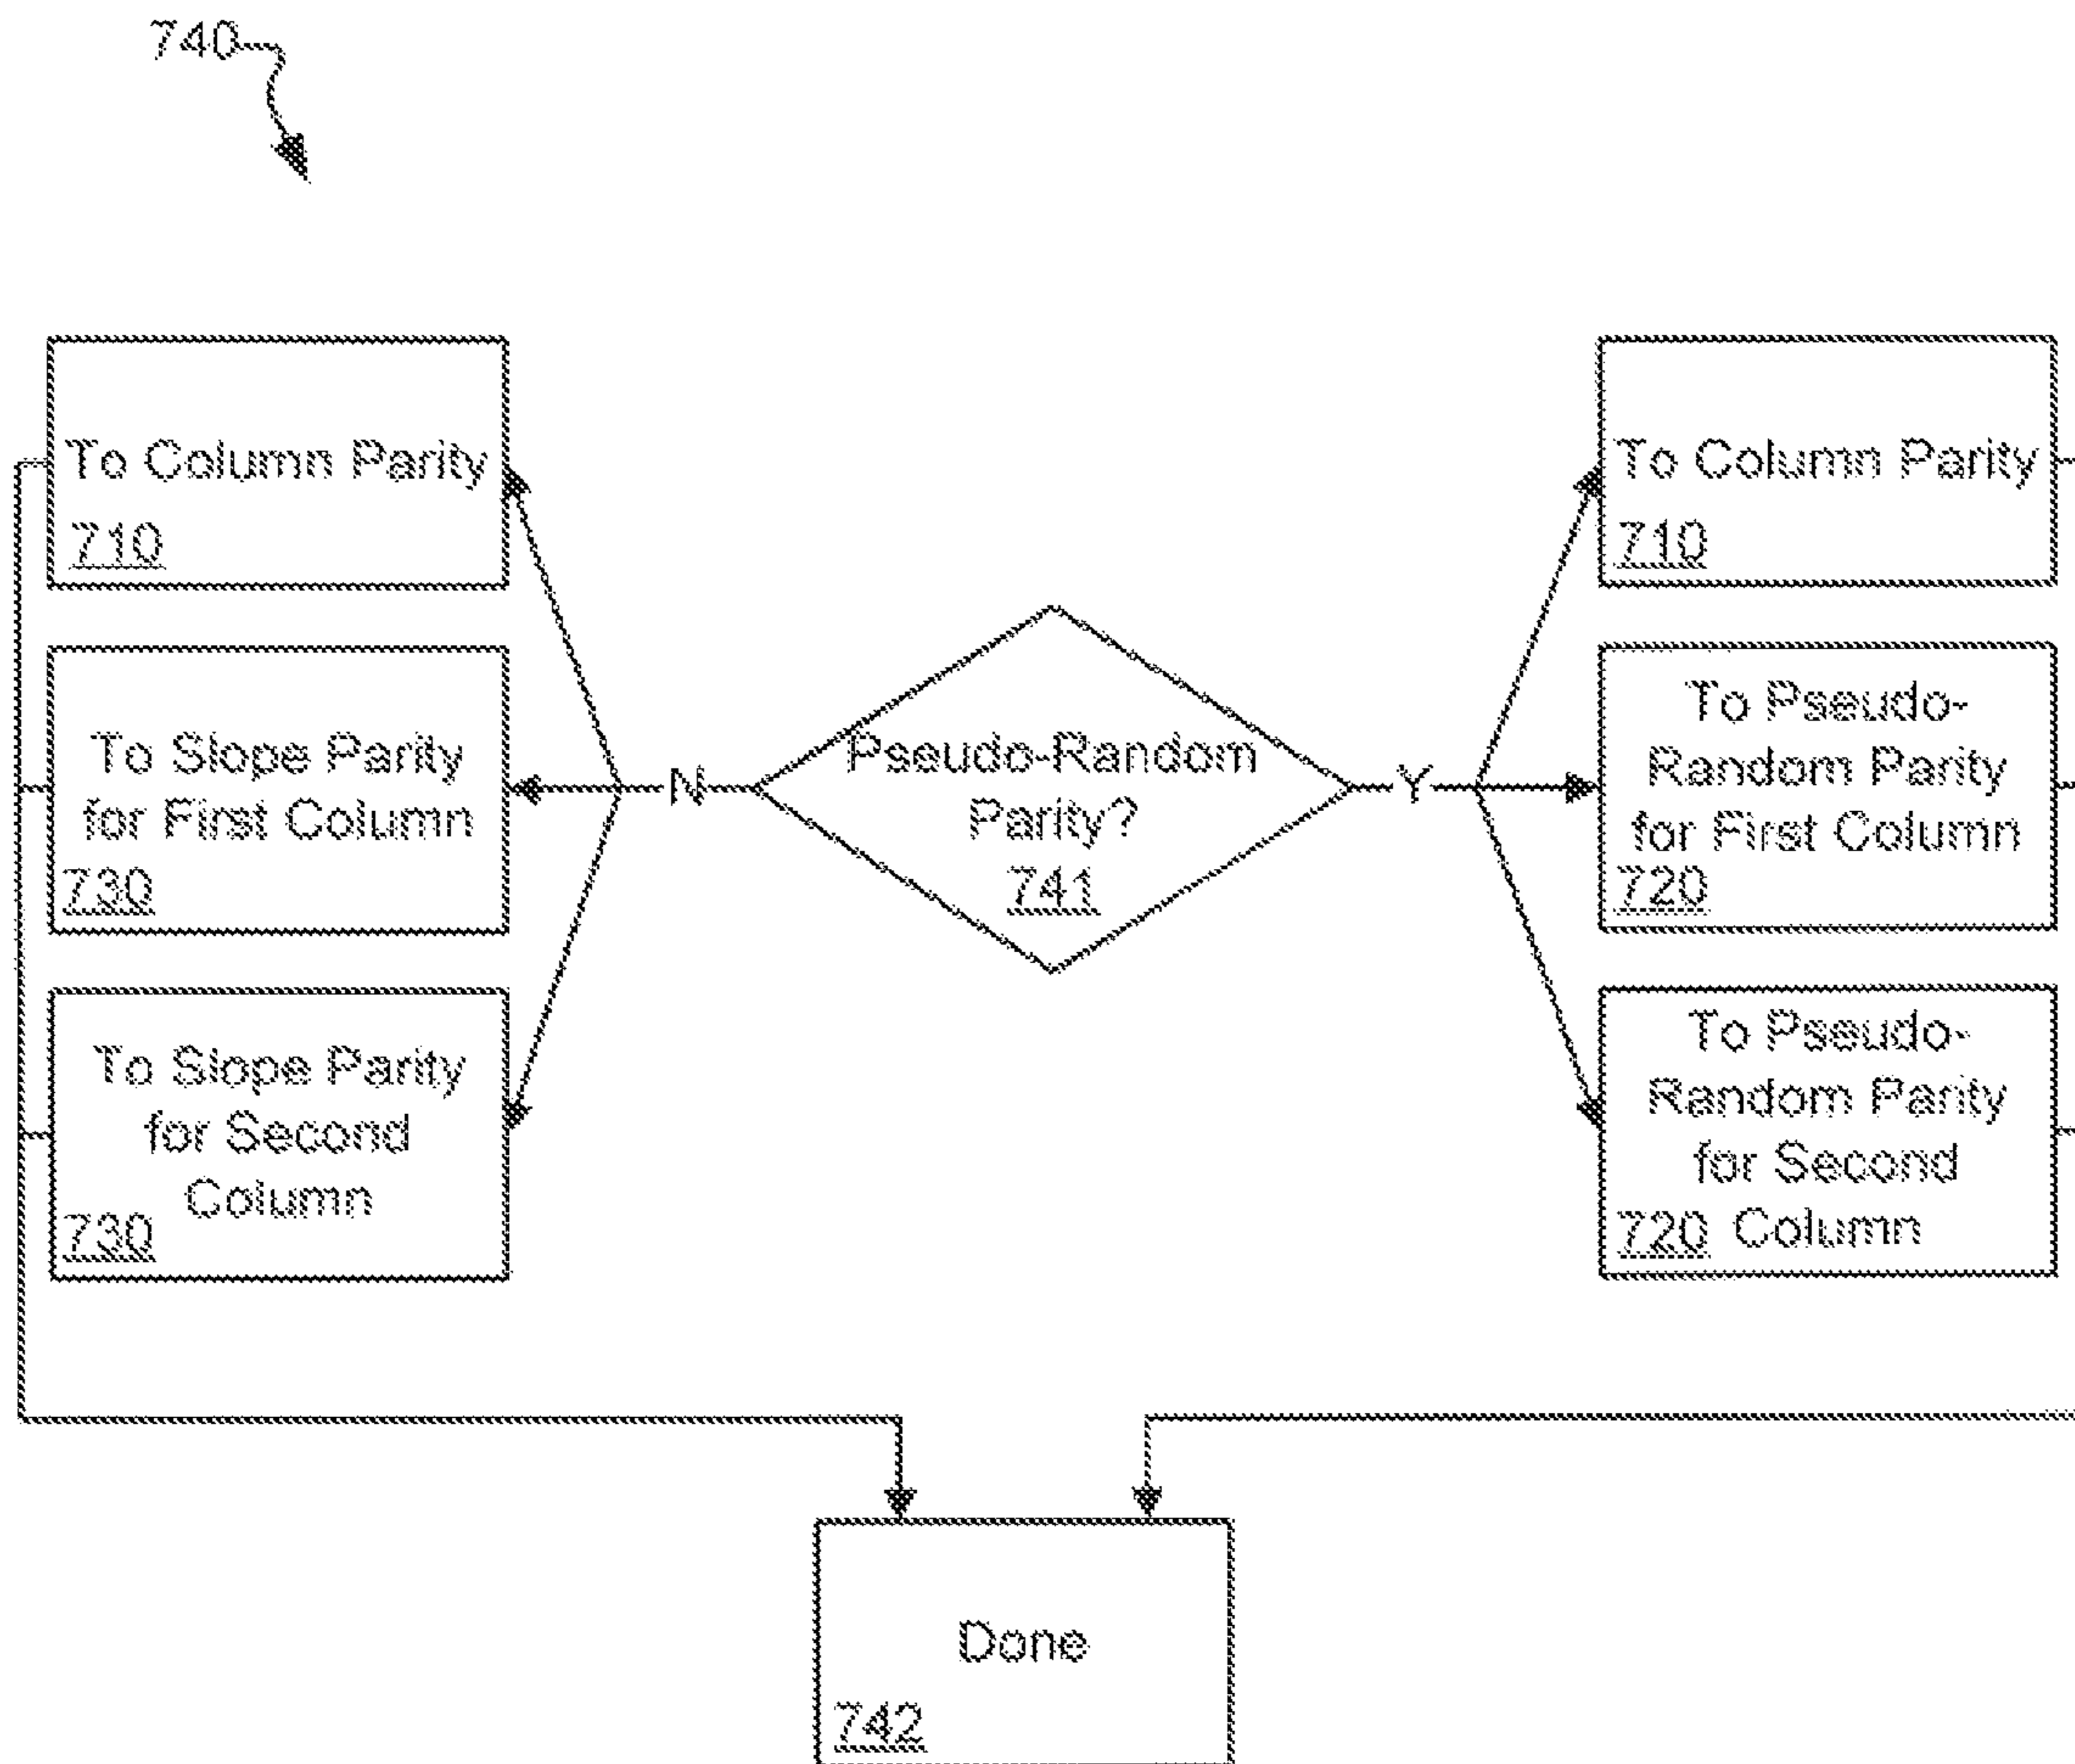 740
To Column Parity
710
To Slope Parity
for First Column
730
To Slope Parity
for Second
Column
730
N
Pseudo-Random
Parity?
741
Y
To Column Parity
710
To Pseudo-
Random Parity
for First Column
720
To Pseudo-
Random Parity
for Second
720 Column
Done
742